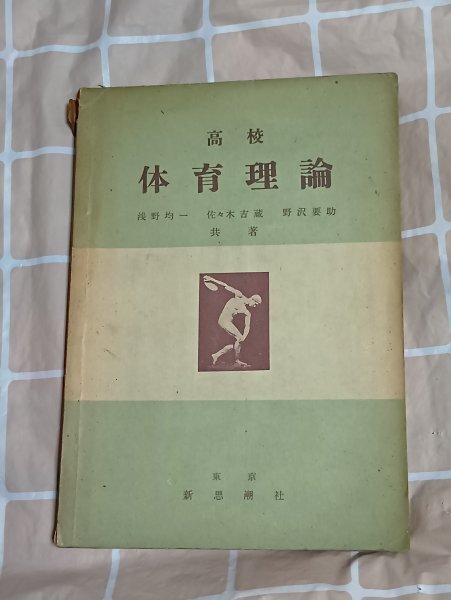 高校
体育理論
浅野均一 佐々木吉蔵 野沢要助
共著
東京
新思潮社